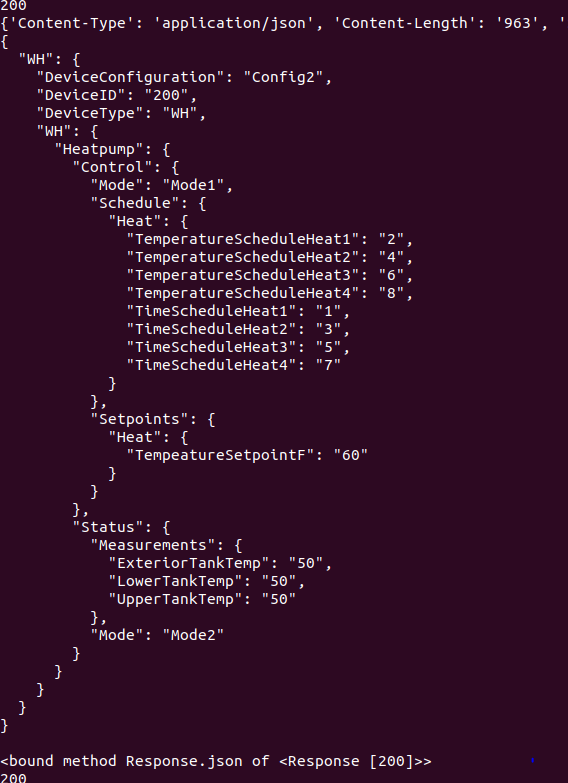 200
{'Content-Type': 'application/json', 'Content-Length': '963', '
{
  "WH": {
    "DeviceConfiguration": "Config2",
    "DeviceID": "200",
    "DeviceType": "WH",
    "WH": {
      "Heatpump": {
        "Control": {
          "Mode": "Mode1",
          "Schedule": {
            "Heat": {
              "TemperatureScheduleHeat1": "2",
              "TemperatureScheduleHeat2": "4",
              "TemperatureScheduleHeat3": "6",
              "TemperatureScheduleHeat4": "8",
              "TimeScheduleHeat1": "1",
              "TimeScheduleHeat2": "3",
              "TimeScheduleHeat3": "5",
              "TimeScheduleHeat4": "7"
            }
          },
          "Setpoints": {
            "Heat": {
              "TempeatureSetpointF": "60"
            }
          }
        },
        "Status": {
          "Measurements": {
            "ExteriorTankTemp": "50",
            "LowerTankTemp": "50",
            "UpperTankTemp": "50"
          },
          "Mode": "Mode2"
        }
      }
    }
  }
}
<bound method Response.json of <Response [200]>>
200